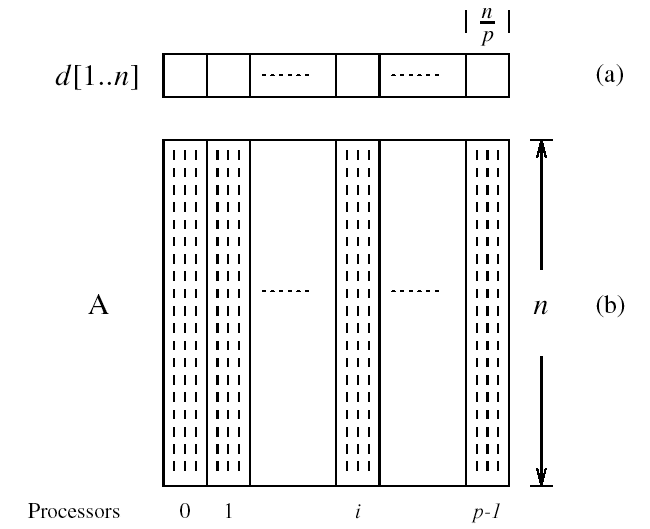 n
p
d[1..n]
(a)
A
n
(b)
Processors 0 1 i p-1